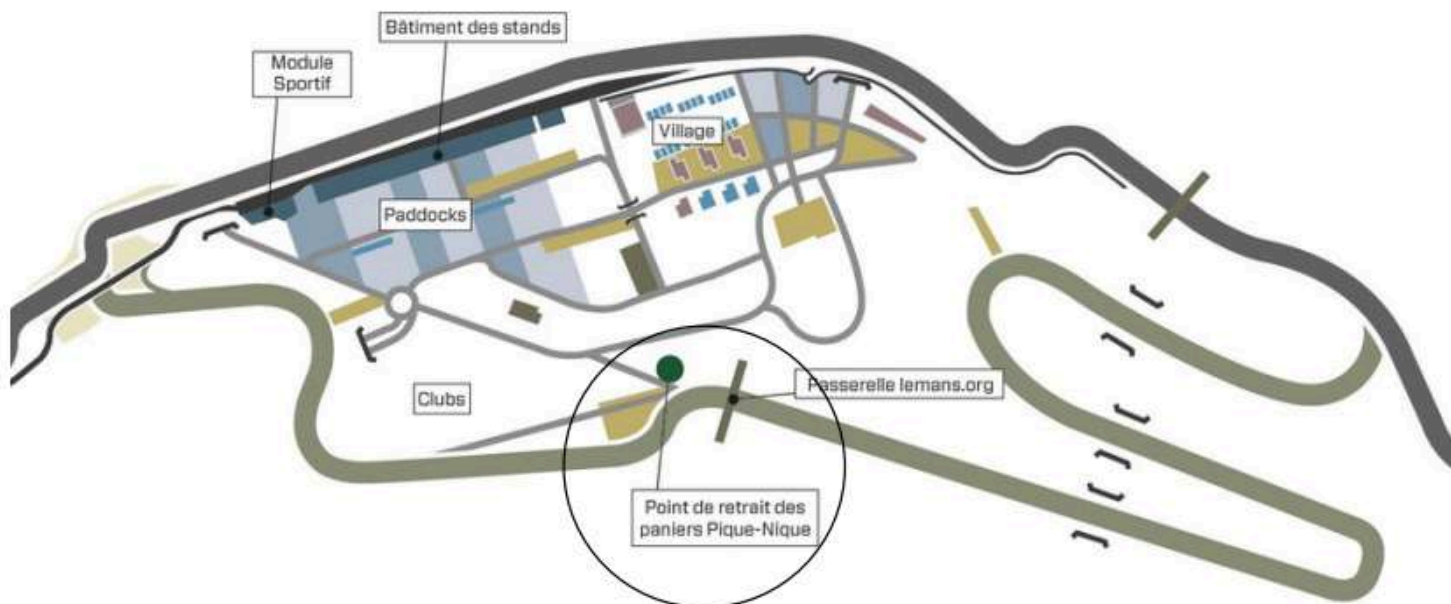 Bâtiment des stands
Module
Sportif
Village
Paddocks
Passerelle lemans.org
Clubs
Point de retrait des
paniers Pique-Nique